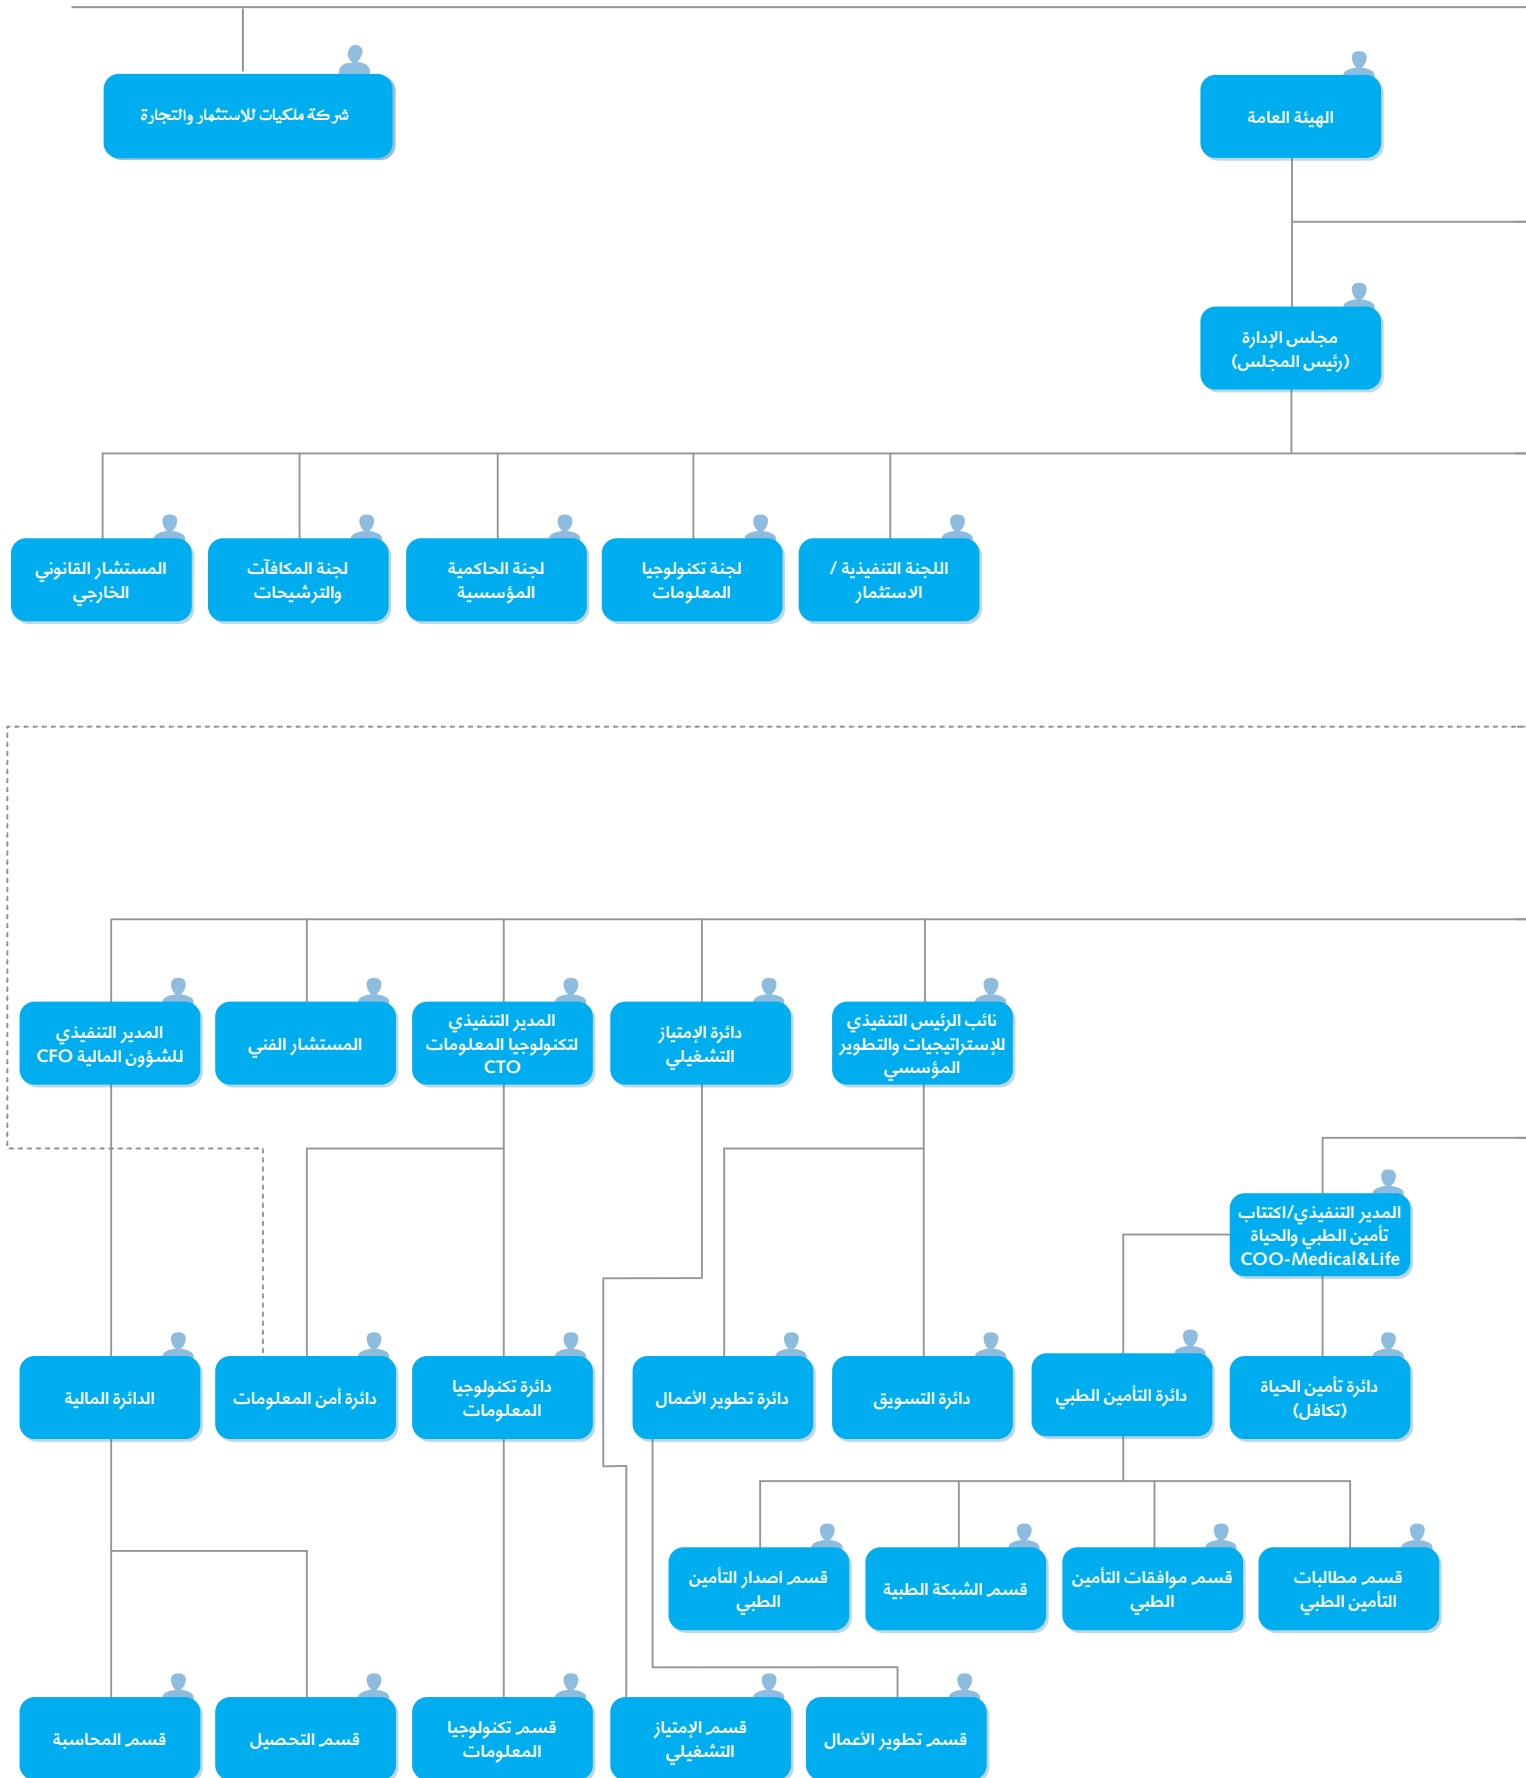 الهيئة العامة
شركة ملكيات للاستثمار والتجارة
مجلس الإدارة
(رئيس المجلس)
اللجنة التنفيذية /
الاستثمار
لجنة تكنولوجيا
المعلومات
لجنة الحاكمية
المؤسسية
لجنة المكافآت
والترشيحات
المستشار القانوني
الخارجي
نائب الرئيس التنفيذي
للإستراتيجيات والتطوير
المؤسسي
دائرة الإمتياز
التشغيلي
المدير التنفيذي
لتكنولوجيا المعلومات
CTO
المستشار الفني
المدير التنفيذي
للشؤون المالية CFO
المدير التنفيذي/اكتتاب
تأمين الطبي والحياة
COO-Medical&Life
دائرة تأمين الحياة
(تكافل)
دائرة التأمين الطبي
دائرة التسويق
دائرة تطوير الأعمال
دائرة تكنولوجيا
المعلومات
دائرة أمن المعلومات
الدائرة المالية
قسم مطالبات
التأمين الطبي
قسم موافقات التأمين
الطبي
قسم الشبكة الطبية
قسم اصدار التأمين
الطبي
قسم تطوير الأعمال
قسم الإمتياز
التشغيلي
قسم تكنولوجيا
المعلومات
قسم التحصيل
قسم المحاسبة